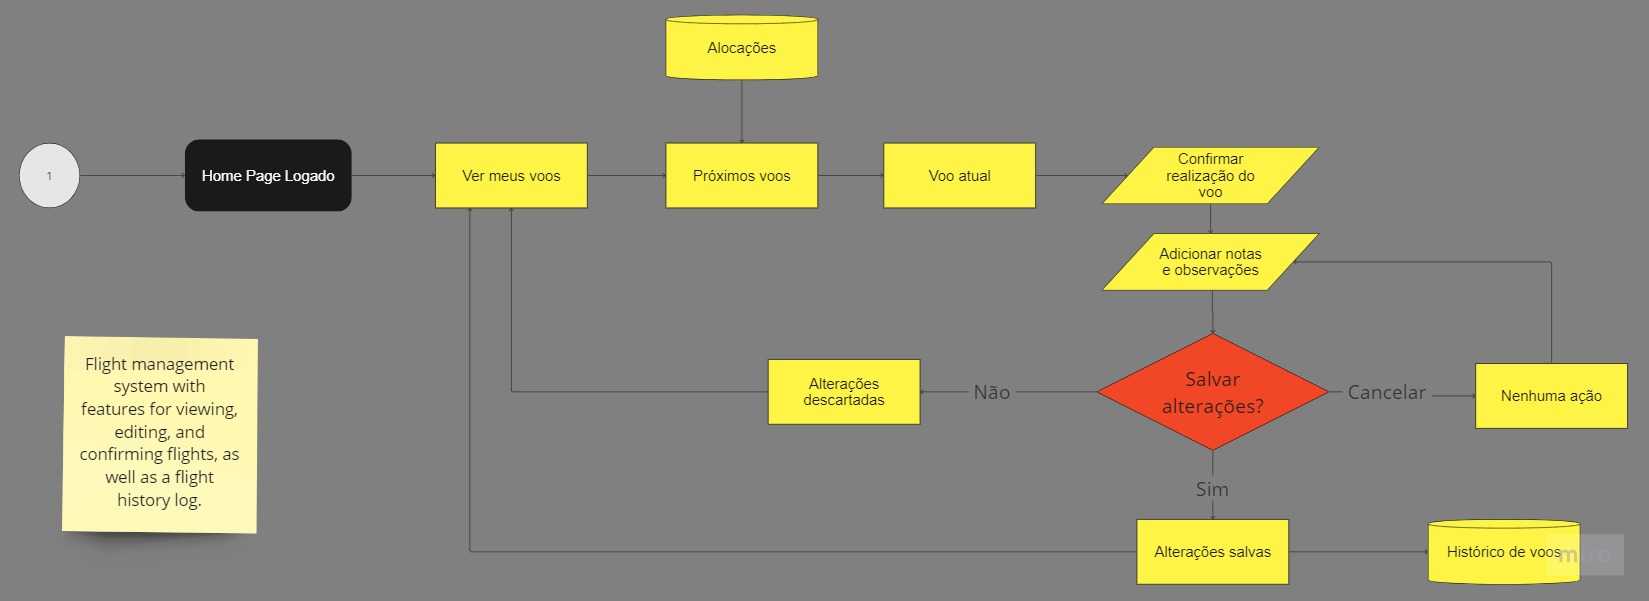 Alocações
1
Home Page Logado
Ver meus voos
Próximos voos
Voo atual
Confirmar
realização do
voo
Adicionar notas
e observações
Flight management
system with
features for viewing,
editing, and
confirming flights, as
well as a flight
history log.
Alterações
descartadas
Não
Salvar
alterações?
Cancelar
Nenhuma ação
Sim
Alterações salvas
Histórico de voos
miro